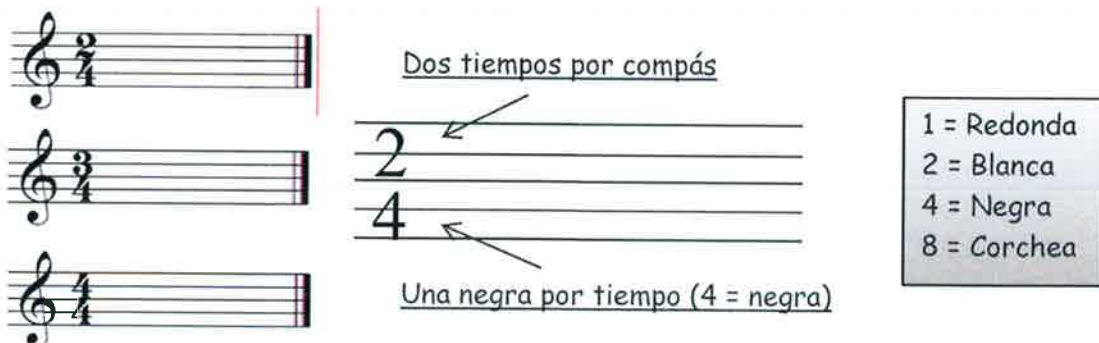 2
4
3
4
4
4
Dos tiempos por compás
2
4
Una negra por tiempo (4 = negra)
1 = Redonda
2 = Blanca
4 = Negra
8 = Corchea